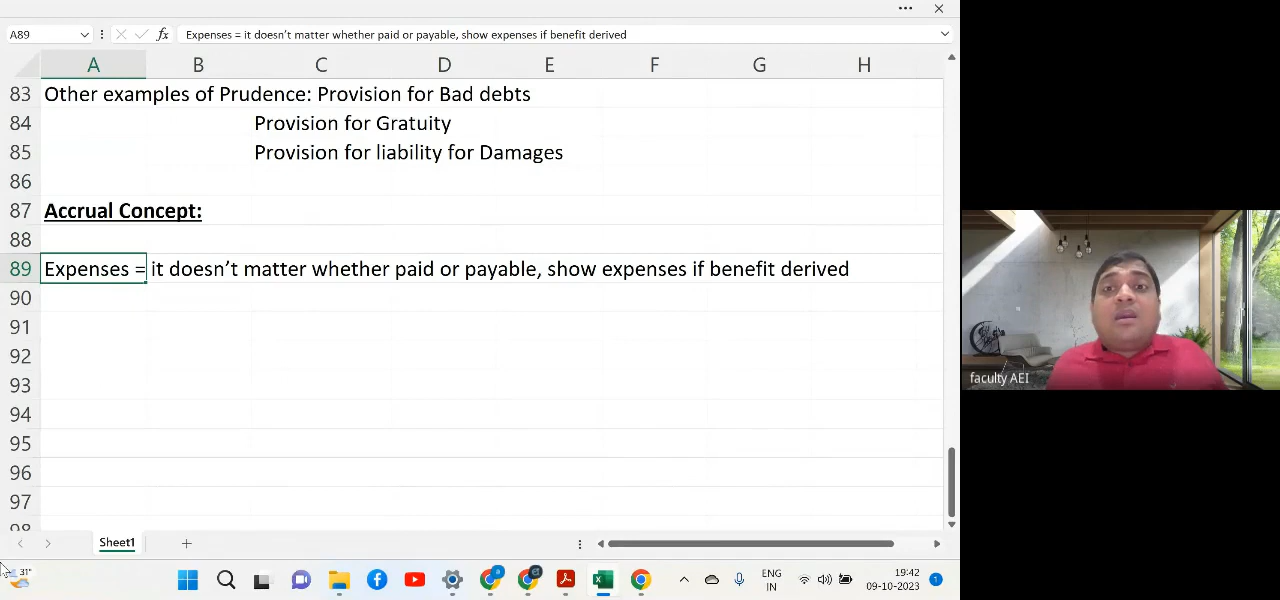 A89
fx
Expenses = it doesn't matter whether paid or payable, show expenses if benefit derived
A B C D E F G H
83 Other examples of Prudence: Provision for Bad debts
84 Provision for Gratuity
85 Provision for liability for Damages
86
87 Accrual Concept:
88
89 Expenses = it doesn't matter whether paid or payable, show expenses if benefit derived
90
91
92
93
94
95
96
97
98
faculty AEI
Sheet1
31°
ENG
IN
19:42
09-10-2023
1